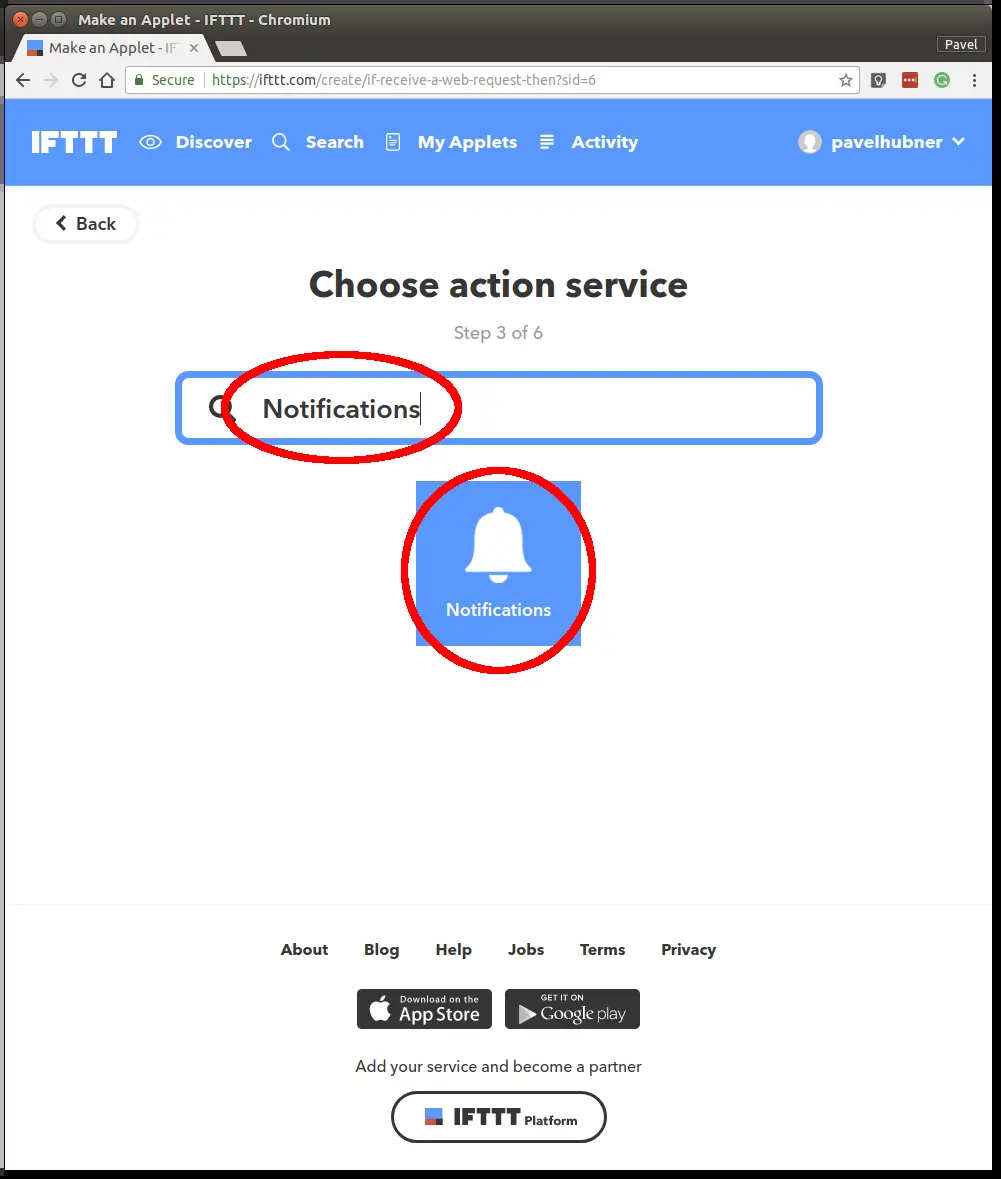 Make an Applet - IFTTT - Chromium
Make an Applet - IF
Pavel
Secure https://ifttt.com/create/if-receive-a-web-request-then?sid=6
IFTTT Discover Search My Applets Activity pavelhubner
Back
Choose action service
Step 3 of 6
Notifications
Notifications
About Blog Help Jobs Terms Privacy
Download on the
App Store
GET IT ON
Google play
Add your service and become a partner
IFTTT Platform